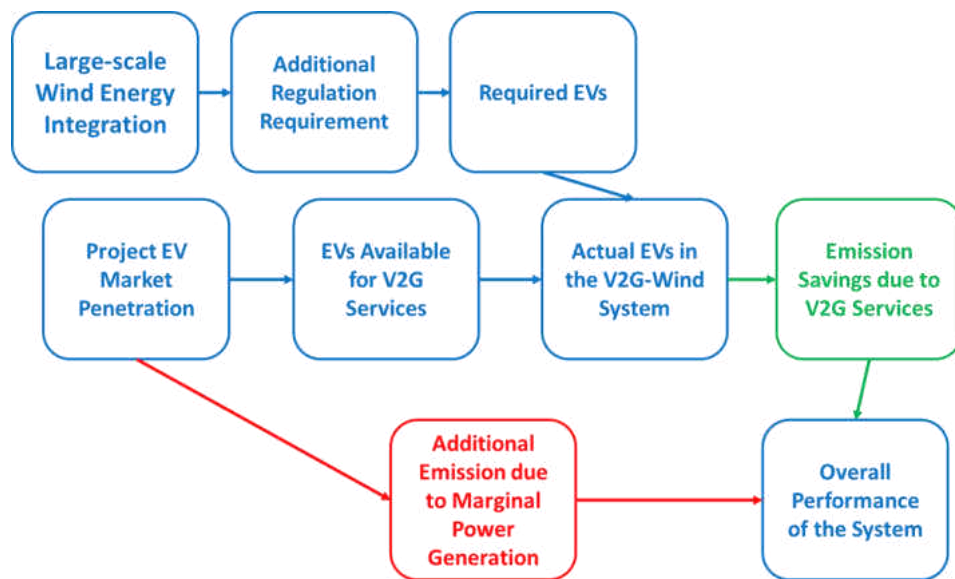 Large-scale
Wind Energy
Integration
Additional
Regulation
Requirement
Required EVs
Project EV
Market
Penetration
EVs Available
for V2G
Services
Actual EVs in
the V2G-Wind
System
Emission
Savings due to
V2G Services
Additional
Emission due
to Marginal
Power
Generation
Overall
Performance
of the System